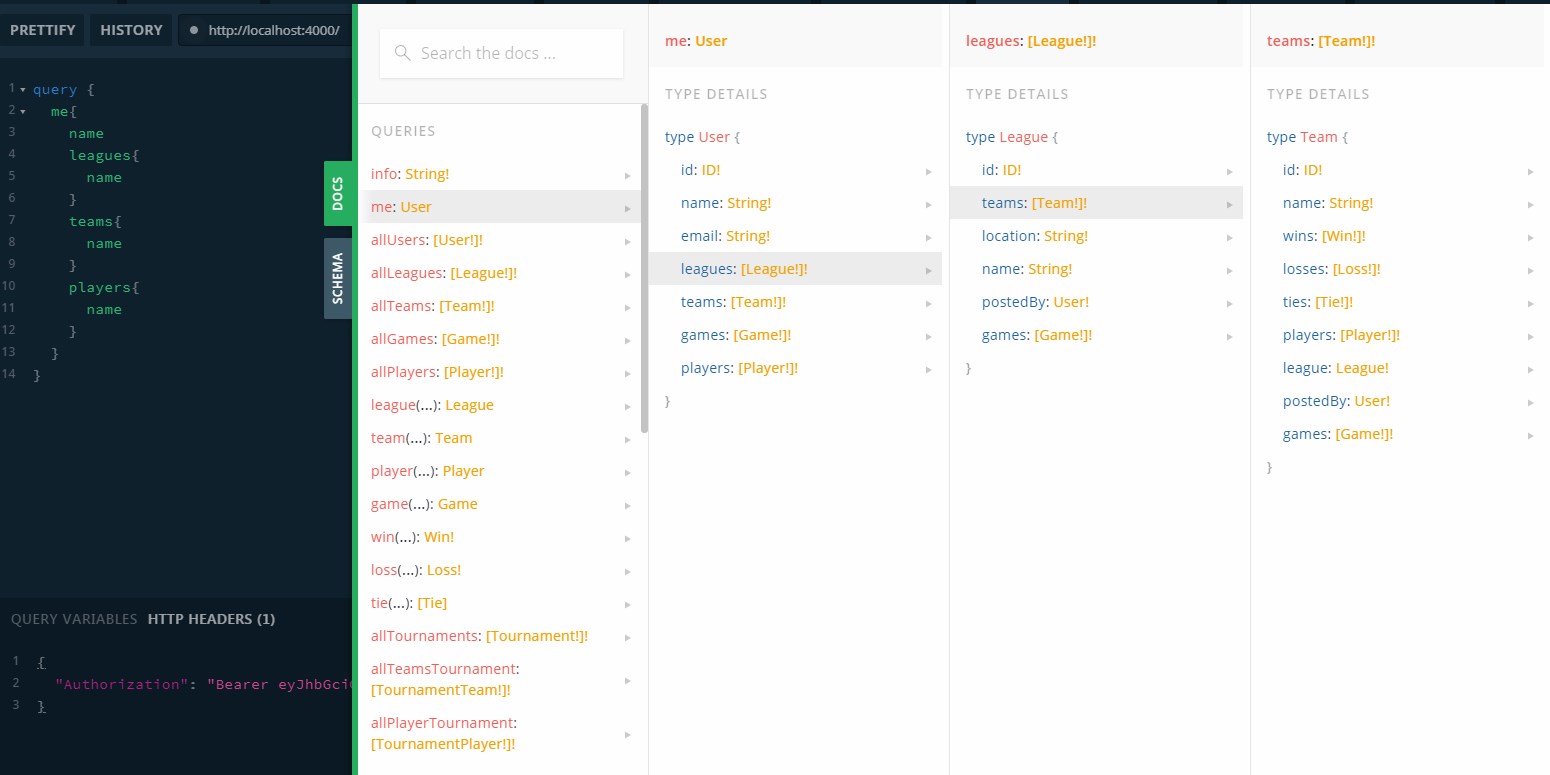 PRETTIFY HISTORY http://localhost:4000/
1 query {
2 me{
3 name
4 leagues{
5 name
6 }
7 teams{
8 name
9 }
10 players{
11 name
12 }
13 }
14 }
QUERY VARIABLES HTTP HEADERS (1)
1 {
2 "Authorization": "Bearer eyJhbGci
3 }
DOCS
SCHEMA
Search the docs ...
QUERIES
info: String!
me: User
allUsers: [User!]!
allLeagues: [League!]!
allTeams: [Team!]!
allGames: [Game!]!
allPlayers: [Player!]!
league(...): League
team(...): Team
player(...): Player
game(...): Game
win(...): Win!
loss(...): Loss!
tie(...): [Tie]
allTournaments: [Tournament!]!
allTeamsTournament:
[TournamentTeam!]!
allPlayerTournament:
[TournamentPlayer!]!
me: User
TYPE DETAILS
type User {
id: ID!
name: String!
email: String!
leagues: [League!]!
teams: [Team!]!
games: [Game!]!
players: [Player!]!
}
leagues: [League!]!
TYPE DETAILS
type League {
id: ID!
teams: [Team!]!
location: String!
name: String!
postedBy: User!
games: [Game!]!
}
teams: [Team!]!
TYPE DETAILS
type Team {
id: ID!
name: String!
wins: [Win!]!
losses: [Loss!]!
ties: [Tie!]!
players: [Player!]!
league: League!
postedBy: User!
games: [Game!]!
}